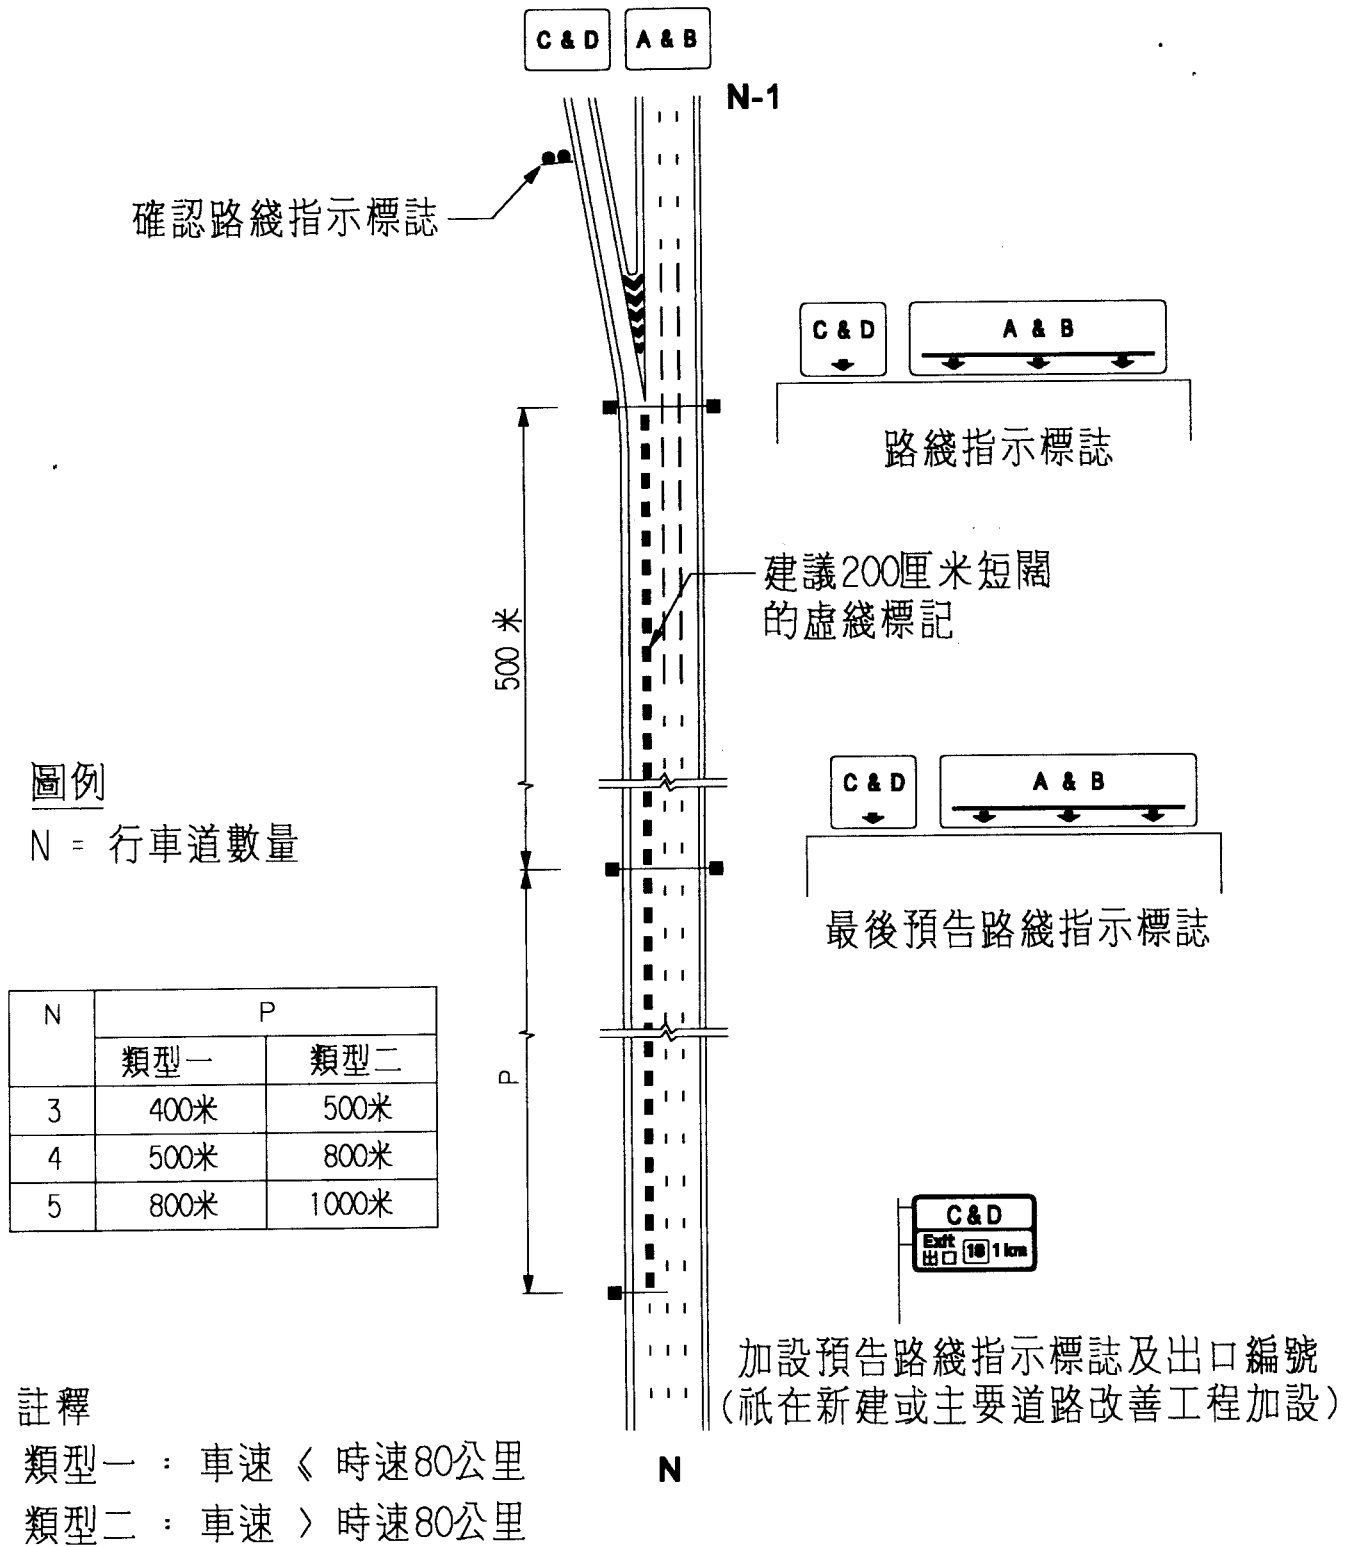 C & D
A & B
N-1
確認路綫指示標誌
C & D
A & B
路綫指示標誌
建議200厘米短闊
的虛綫標記
500 米
圖例
N = 行車道數量
C & D
A & B
最後預告路綫指示標誌
N
P
類型一
類型二
3
400米
500米
4
500米
800米
5
800米
1000米
P
C & D
Exit
出口
1 km
加設預告路綫指示標誌及出口編號
(祇在新建或主要道路改善工程加設)
註釋
類型一 : 車速 ≪ 時速80公里
類型二 : 車速 > 時速80公里
N